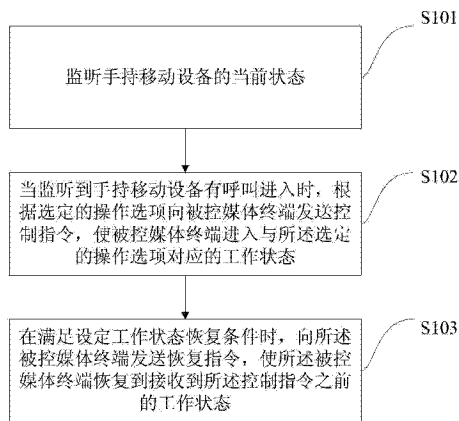 S101
监听手持移动设备的当前状态
S102
当监听到手持移动设备有呼叫进入时，根
据选定的操作选项向被控媒体终端发送控
制指令，使被控媒体终端进入与所述选定
的操作选项对应的工作状态
S103
在满足设定工作状态恢复条件时，向所述
被控媒体终端发送恢复指令，使所述被控
媒体终端恢复到接收到所述控制指令之前
的工作状态